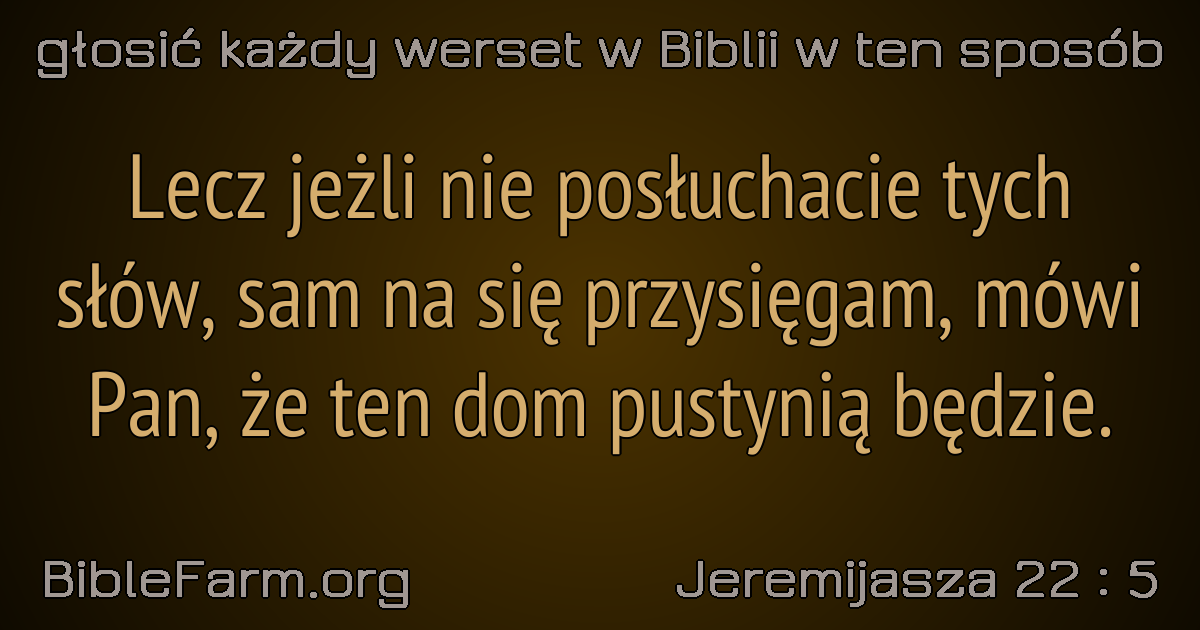 głosić każdy werset w Biblii w ten sposób
Lecz jeżli nie posłuchacie tych
słów, sam na się przysięgam, mówi
Pan, że ten dom pustynią będzie.
BibleFarm.org
Jeremijasza 22 : 5